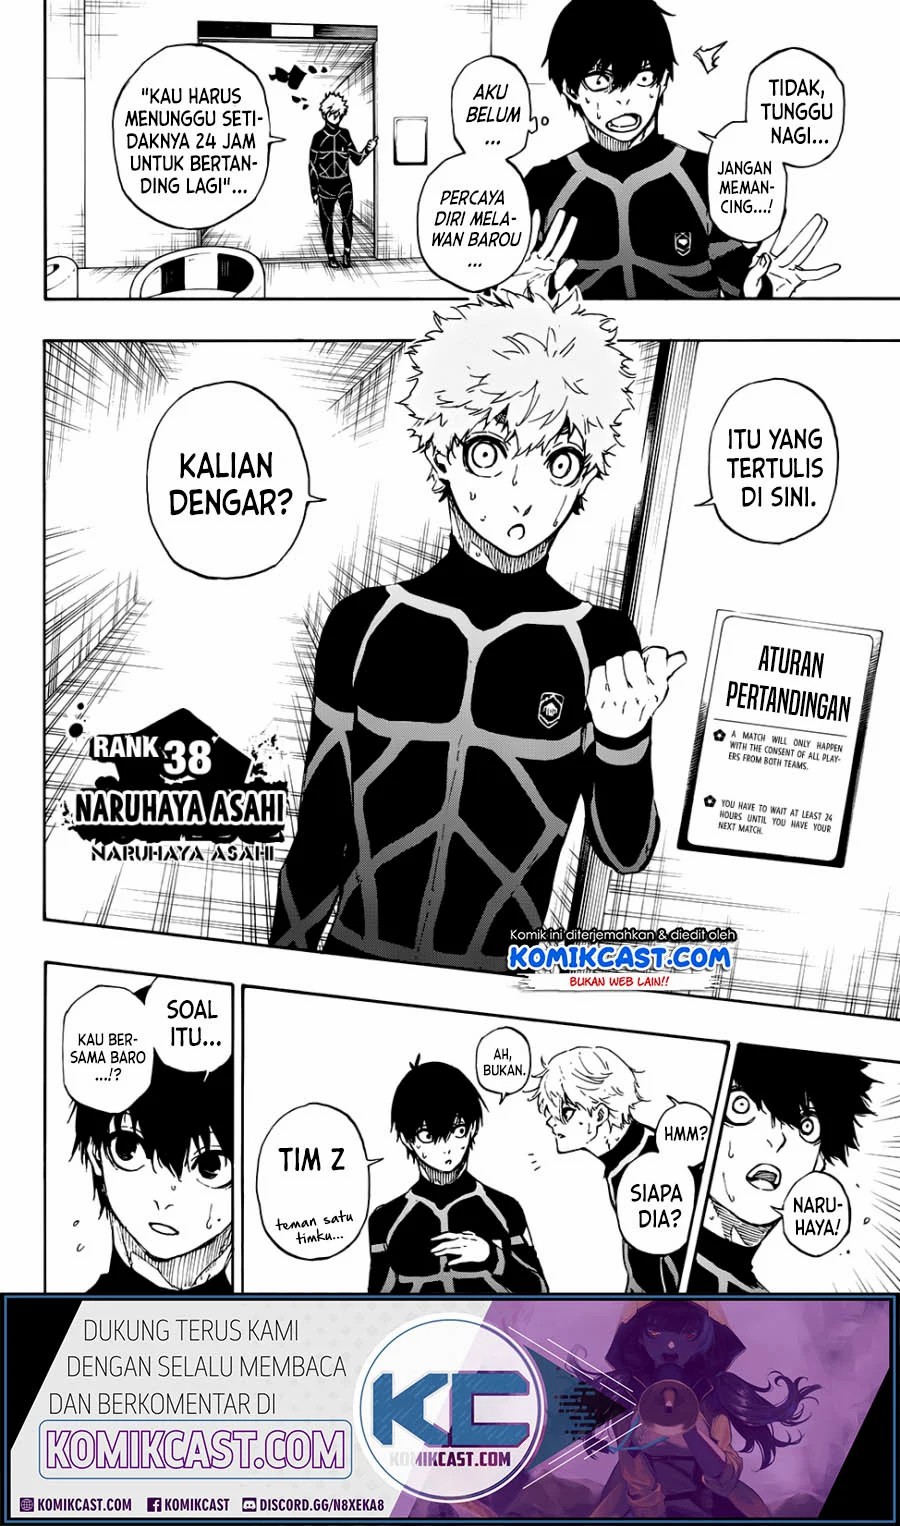 "KAU HARUS
MENUNGGU SETI-
DAKNYA 24 JAM
UNTUK BERTAN-
DING LAGI"...
AKU
BELUM
...
PERCAYA
DIRI MELA-
WAN BAROU
...
TIDAK,
TUNGGU
NAGI...
JANGAN
MEMAN-
CING...!
KALIAN
DENGAR?
ITU YANG
TERTULIS
DI SINI.
ATURAN
PERTANDINGAN
A MATCH WILL ONLY HAPPEN
WITH THE CONSENT OF ALL PLAY-
ERS FROM BOTH TEAMS.
YOU HAVE TO WAIT AT LEAST 24
HOURS UNTIL YOU HAVE YOUR
NEXT MATCH.
RANK 38
NARUHAYA ASAHI
NARUHAYA ASAHI
Komik ini diterjemahkan & diedit oleh
KOMIKCAST.COM
BUKAN WEB LAIN!!
SOAL
ITU...
KAU BER-
SAMA BARO
...!?
AH,
BUKAN.
TIM Z
teman satu
timku...
HMM?
SIAPA
DIA?
NARU-
HAYA!
DUKUNG TERUS KAMI
DENGAN SELALU MEMBACA
DAN BERKOMENTAR DI
KOMIKCAST.COM
KC
KOMIKCAST.COM
KOMIKCAST.COM
KOMIKCAST
DISCORD.GG/N8XEKA8